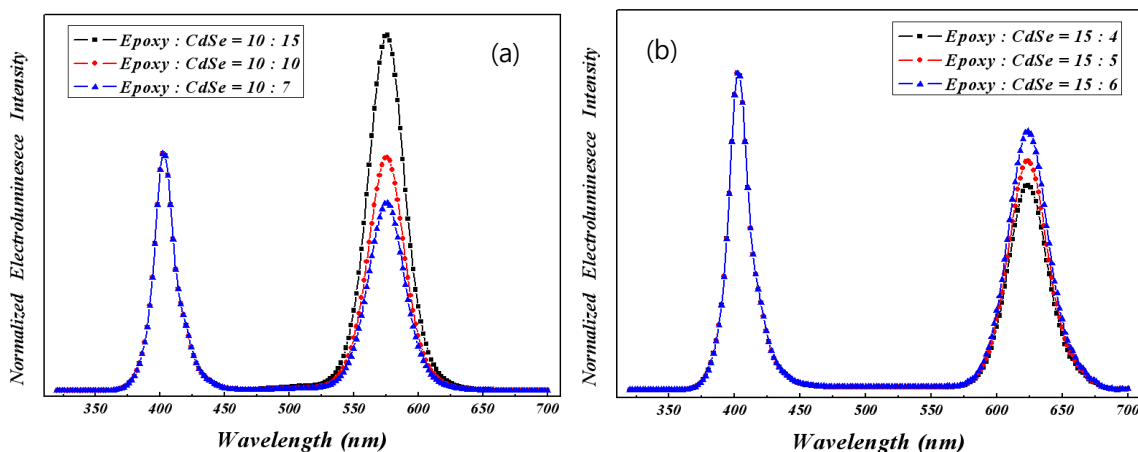 Epoxy : CdSe = 10 : 15
Epoxy : CdSe = 10 : 10
Epoxy : CdSe = 10 : 7
(a)
Normalized Electroluminesece Intensity
350 400 450 500 550 600 650 700
Wavelength (nm)
(b)
Epoxy : CdSe = 15 : 4
Epoxy : CdSe = 15 : 5
Epoxy : CdSe = 15 : 6
Normalized Electroluminesece Intensity
350 400 450 500 550 600 650 700
Wavelength (nm)